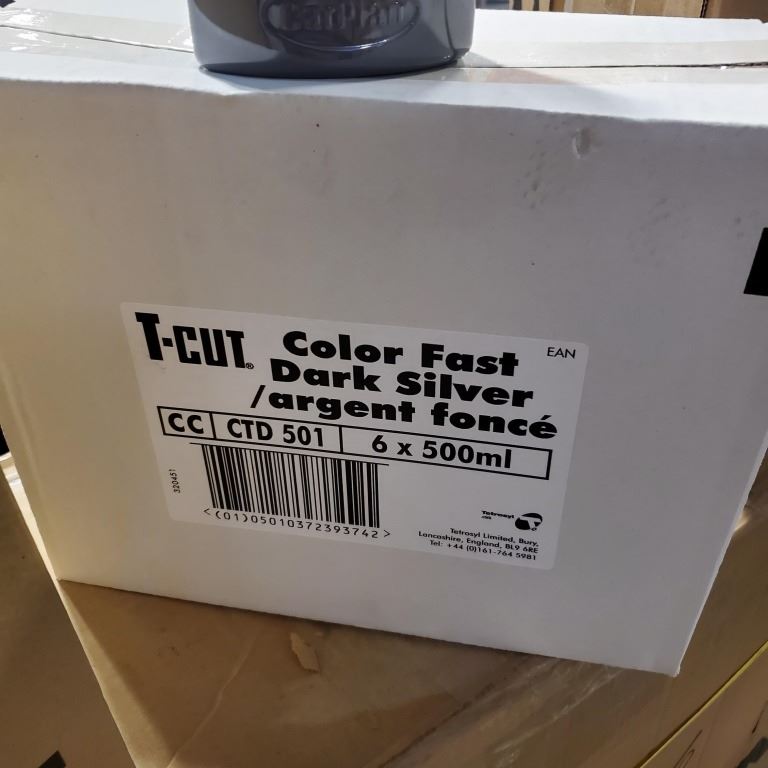 CarPlan
T-CUT®
Color Fast
Dark Silver
/argent foncé
EAN
CC CTD 501 6 x 500ml
320451
<(01)05010372393742>
Tetrosyl
Tetrosyl Limited, Bury,
Lancashire, England, BL9 6RE
Tel: +44 (0)161-764 5981